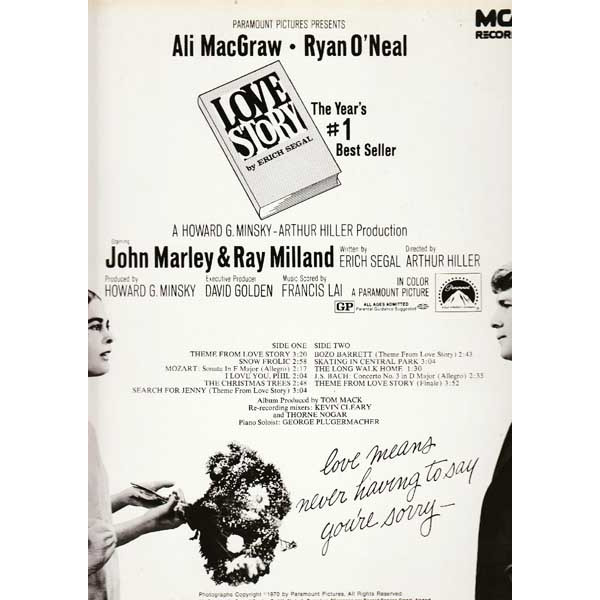 PARAMOUNT PICTURES PRESENTS
Ali MacGraw • Ryan O'Neal
MCA
RECOR
LOVE
STORY
by ERICH SEGAL
The Year's
#1
Best Seller
A HOWARD G. MINSKY-ARTHUR HILLER Production
Starring
John Marley & Ray Milland
Written by
ERICH SEGAL
Directed by
ARTHUR HILLER
Produced by
HOWARD G. MINSKY
Executive Producer
DAVID GOLDEN
Music Scored by
FRANCIS LAI
IN COLOR
A PARAMOUNT PICTURE
Paramount
GP
ALL AGES ADMITTED
Parental Guidance Suggested
SIDE ONE
THEME FROM LOVE STORY 3:20
SNOW FROLIC 2:58
MOZART: Sonata In F Major (Allegro) 2:17
I LOVE YOU, PHIL 2:04
THE CHRISTMAS TREES 2:48
SEARCH FOR JENNY (Theme From Love Story) 3:04
SIDE TWO
BOZO BARRETT (Theme From Love Story) 2:43
SKATING IN CENTRAL PARK 3:04
THE LONG WALK HOME 1:30
J.S. BACH: Concerto No. 3 in D Major (Allegro) 2:35
THEME FROM LOVE STORY (Finale) 3:52
Album Produced by TOM MACK
Re-recording mixers: KEVIN CLEARY
and THORNE NOGAR
Piano Soloist: GEORGE PLUGERMACHER
love means
never having to say
you're sorry—
Photographs Copyright ©1970 by Paramount Pictures, All Rights Reserved